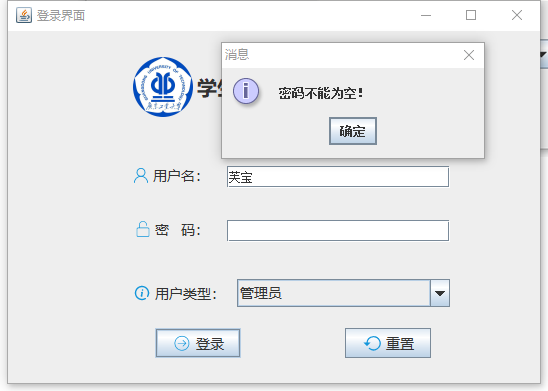 登录界面
消息
学生
密码不能为空！
确定
用户名：
芙宝
密 码：
用户类型：
管理员
登录
重置